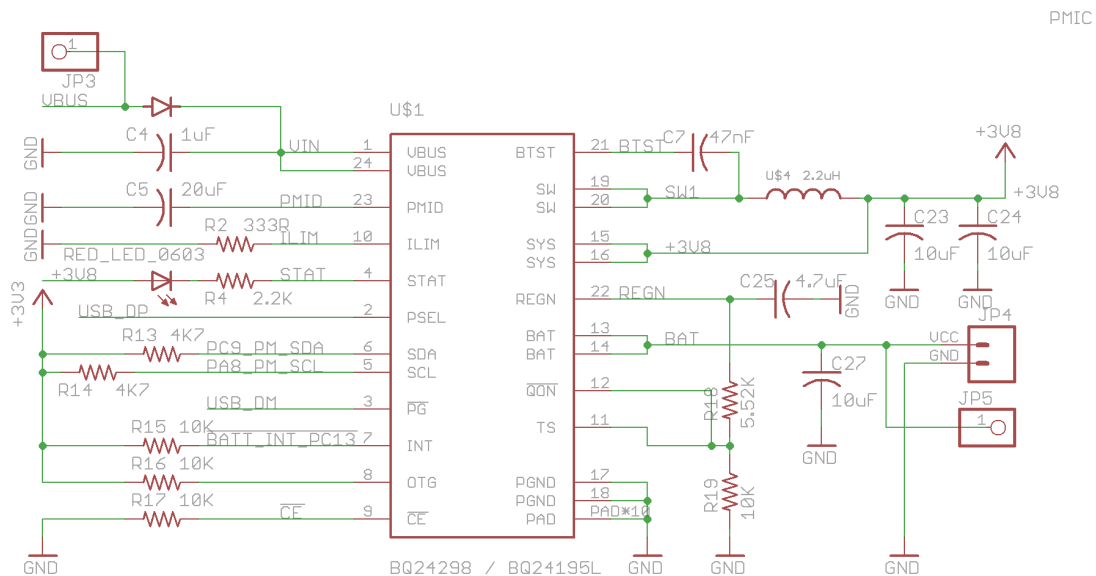 PMIC
1
JP3
VBUS
U$1
+3V8
C4 1uF
GND
VIN 1 VBUS
24 VBUS
BTST 21 BTST C7 47nF
C5 20uF
GND
PMID 23 PMID
SW 19
SW 20 SW1
U$4 2.2uH
+3V8
R2 333R
GND
ILIM 10 ILIM
SYS 15
SYS 16 +3V8
C23
10uF
C24
10uF
GND
GND
RED_LED_0603
+3V8
STAT 4 STAT
R4 2.2K
+3V3
REGN 22 REGN
C25 4.7uF
GND
USB_DP 2 PSEL
BAT 13
BAT 14 BAT
JP4
VCC
GND
R13 4K7
PC9_PM_SDA 6 SDA
PA8_PM_SCL 5 SCL
R14 4K7
QON 12
R18
5.52K
C27
10uF
USB_DM 3 PG
TS 11
JP5
1
R15 10K
BATT_INT_PC13 7 INT
GND
R16 10K
8 OTG
PGND 17
PGND 18
PAD PAD*10
R19
10K
R17 10K
CE 9 CE
GND
BQ24298 / BQ24195L
GND
GND
GND